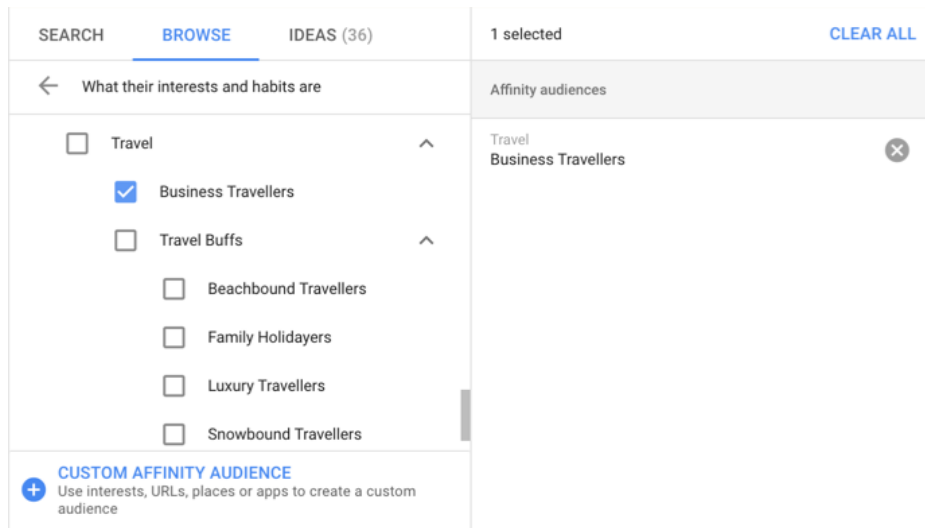 SEARCH BROWSE IDEAS (36)
What their interests and habits are
Travel
Business Travellers
Travel Buffs
Beachbound Travellers
Family Holidayers
Luxury Travellers
Snowbound Travellers
CUSTOM AFFINITY AUDIENCE
Use interests, URLs, places or apps to create a custom
audience
1 selected CLEAR ALL
Affinity audiences
Travel
Business Travellers